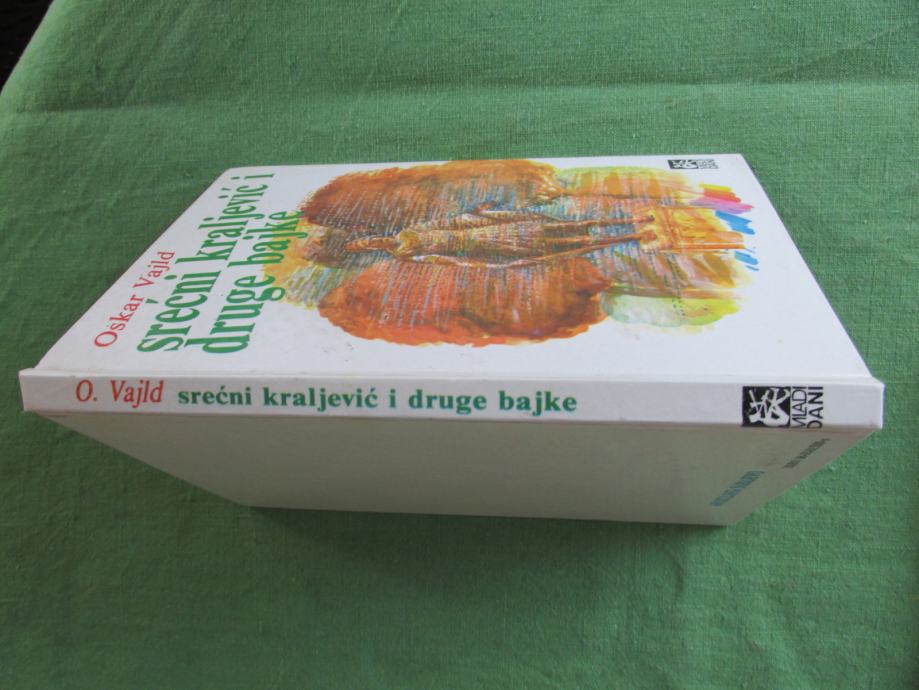 Oskar Vajld
srećni kraljević i
druge bajke
O. Vajld srećni kraljević i druge bajke
MLADI
DANI